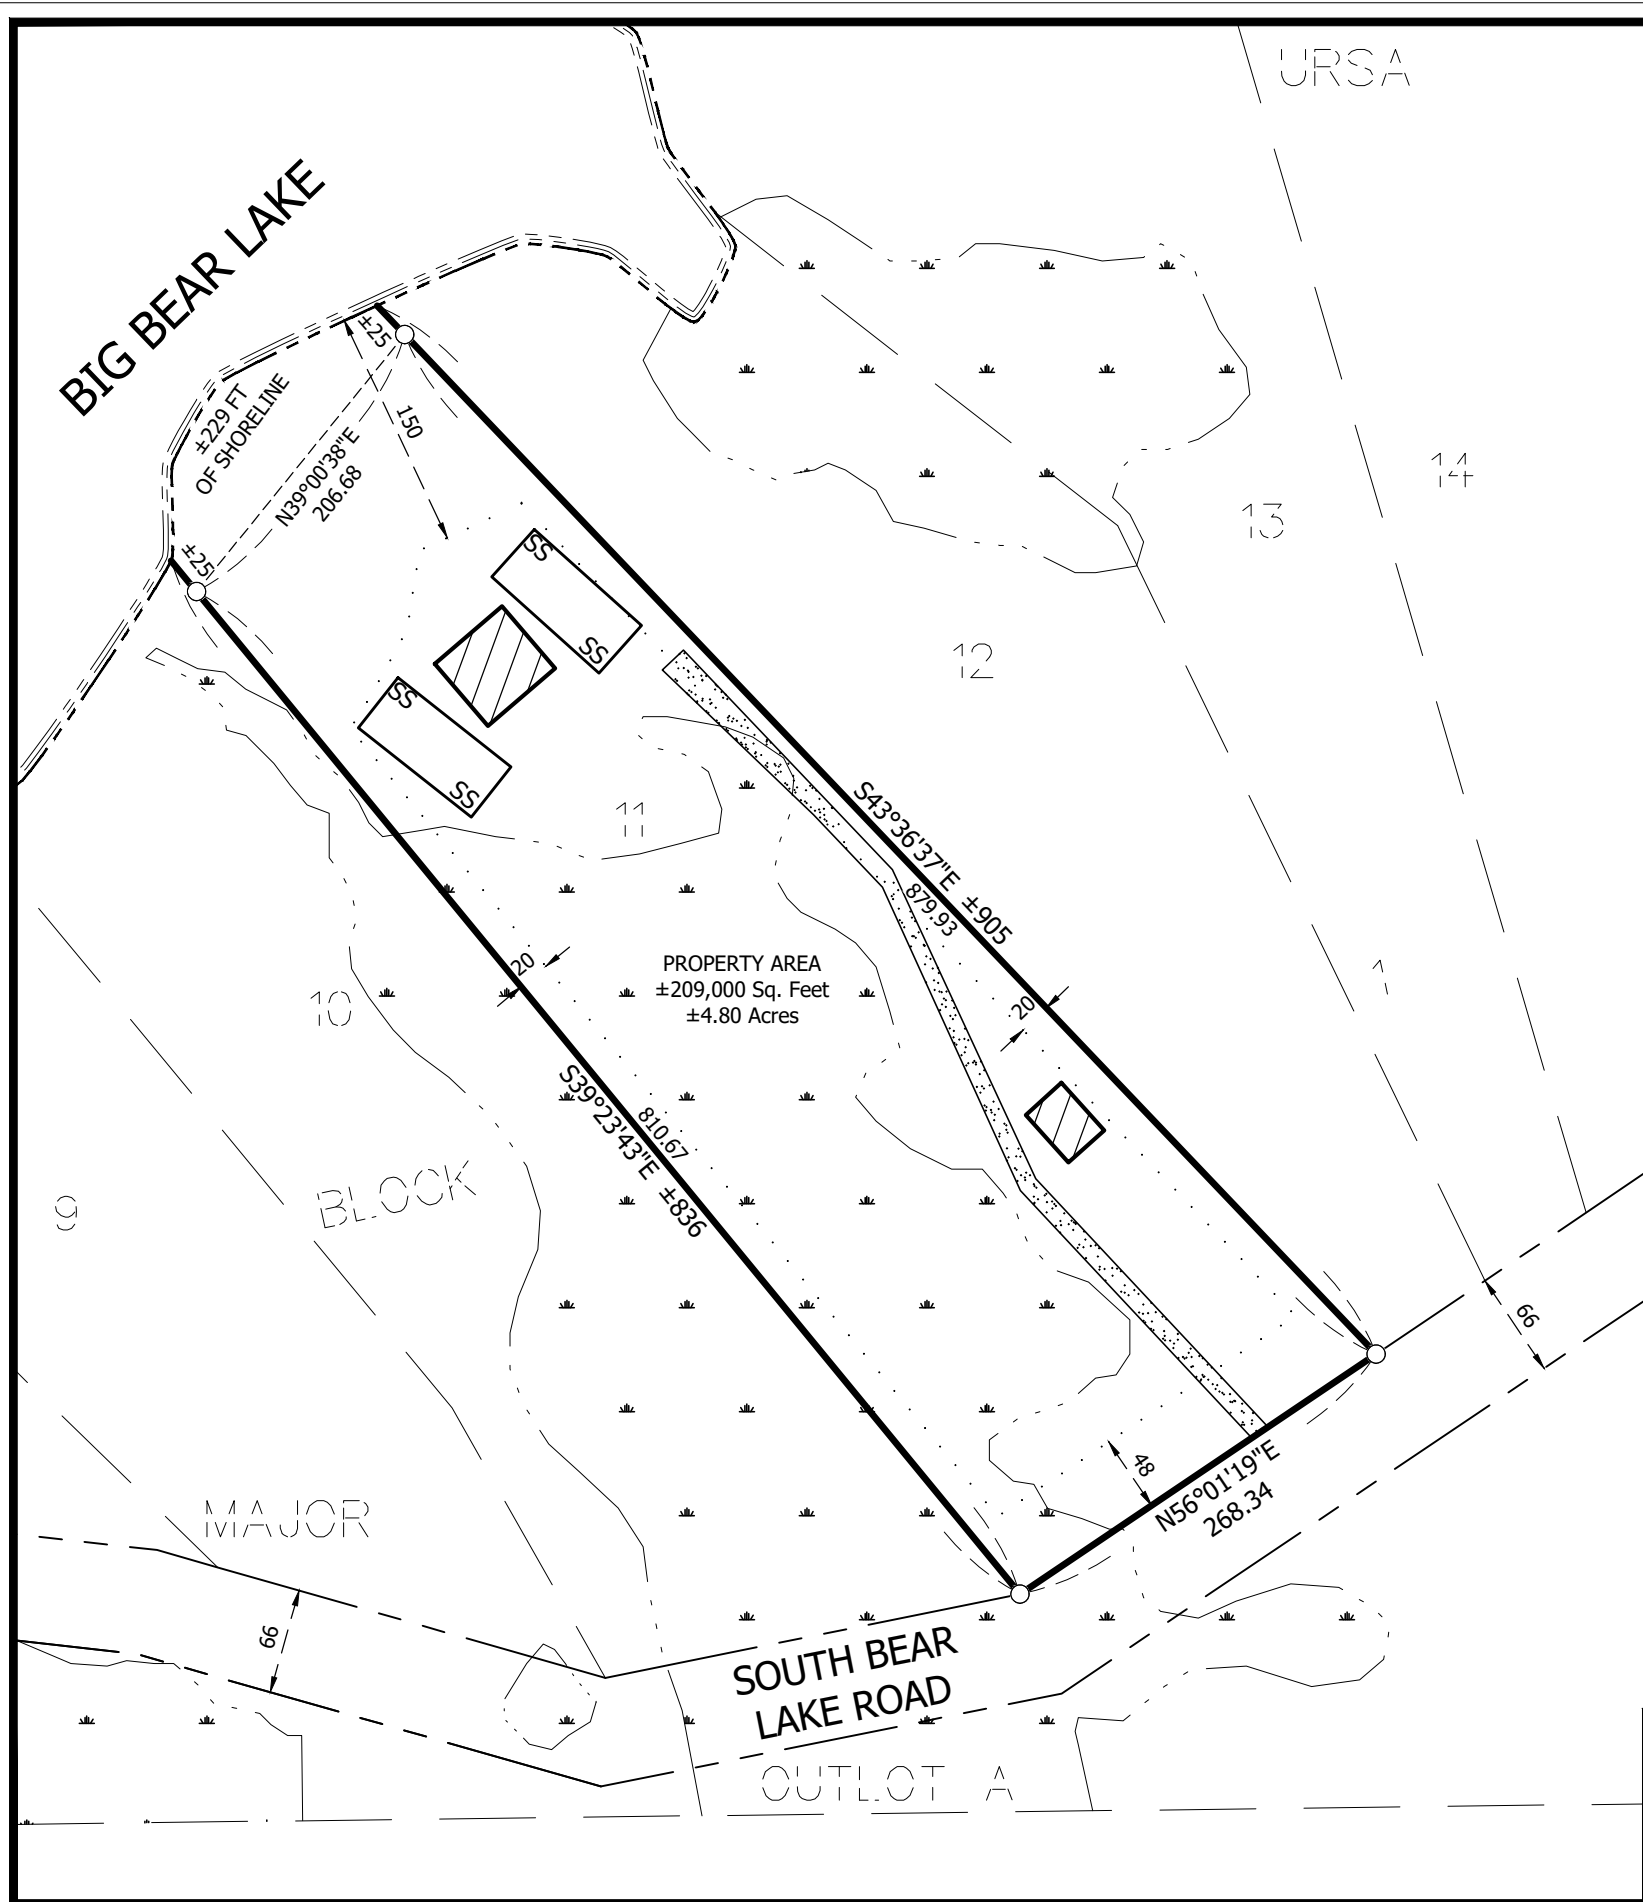 URSA
BIG BEAR LAKE
±25
±229 FT
OF SHORELINE
150
N39°00'38"E
206.68
±25
14
13
SS
SS
12
SS
SS
11
S43°36'37"E ±905
879.93
20
PROPERTY AREA
±209,000 Sq. Feet
±4.80 Acres
20
1
10
S39°23'43"E ±836
810.67
9
BLOCK
66
48
N56°01'19"E
268.34
MAJOR
66
SOUTH BEAR
LAKE ROAD
OUTLOT A